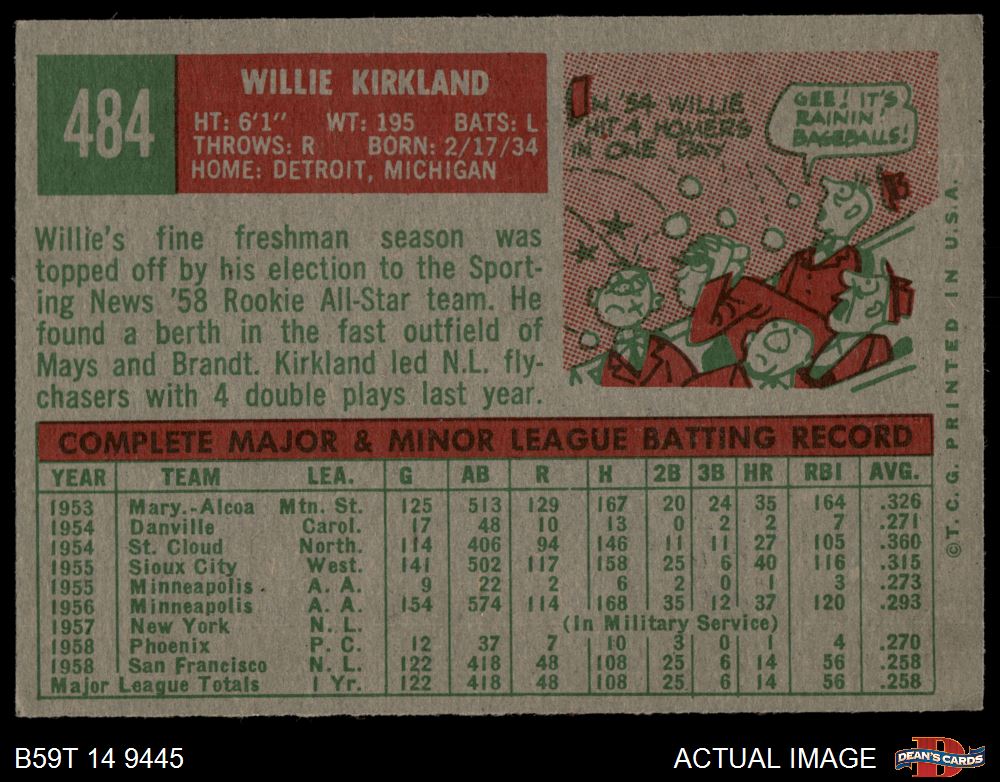 484
WILLIE KIRKLAND
HT: 6'1" WT: 195 BATS: L
THROWS: R BORN: 2/17/34
HOME: DETROIT, MICHIGAN
IN '54 WILLIE
HIT 4 HOMERS
IN ONE DAY
GEE! IT'S
RAININ'
BASEBALLS!
Willie's fine freshman season was
topped off by his election to the Sport-
ing News '58 Rookie All-Star team. He
found a berth in the fast outfield of
Mays and Brandt. Kirkland led N.L. fly-
chasers with 4 double plays last year.
COMPLETE MAJOR & MINOR LEAGUE BATTING RECORD
YEAR TEAM LEA. G AB R H 2B 3B HR RBI AVG.
1953 Mary.-Alcoa Mtn. St. 125 513 129 167 20 24 35 164 .326
1954 Danville Carol. 17 48 10 13 0 2 2 7 .271
1954 St. Cloud North. 114 406 94 146 11 11 27 105 .360
1955 Sioux City West. 141 502 117 158 25 6 40 116 .315
1955 Minneapolis A. A. 9 22 2 6 2 0 1 3 .273
1956 Minneapolis A. A. 154 574 114 168 35 12 37 120 .293
1957 New York N. L. (In Military Service)
1958 Phoenix P. C. 12 37 7 10 3 0 1 4 .270
1958 San Francisco N. L. 122 418 48 108 25 6 14 56 .258
Major League Totals 1 Yr. 122 418 48 108 25 6 14 56 .258
© T. C. G. PRINTED IN U.S.A.
B59T 14 9445
ACTUAL IMAGE
D
DEAN'S CARDS